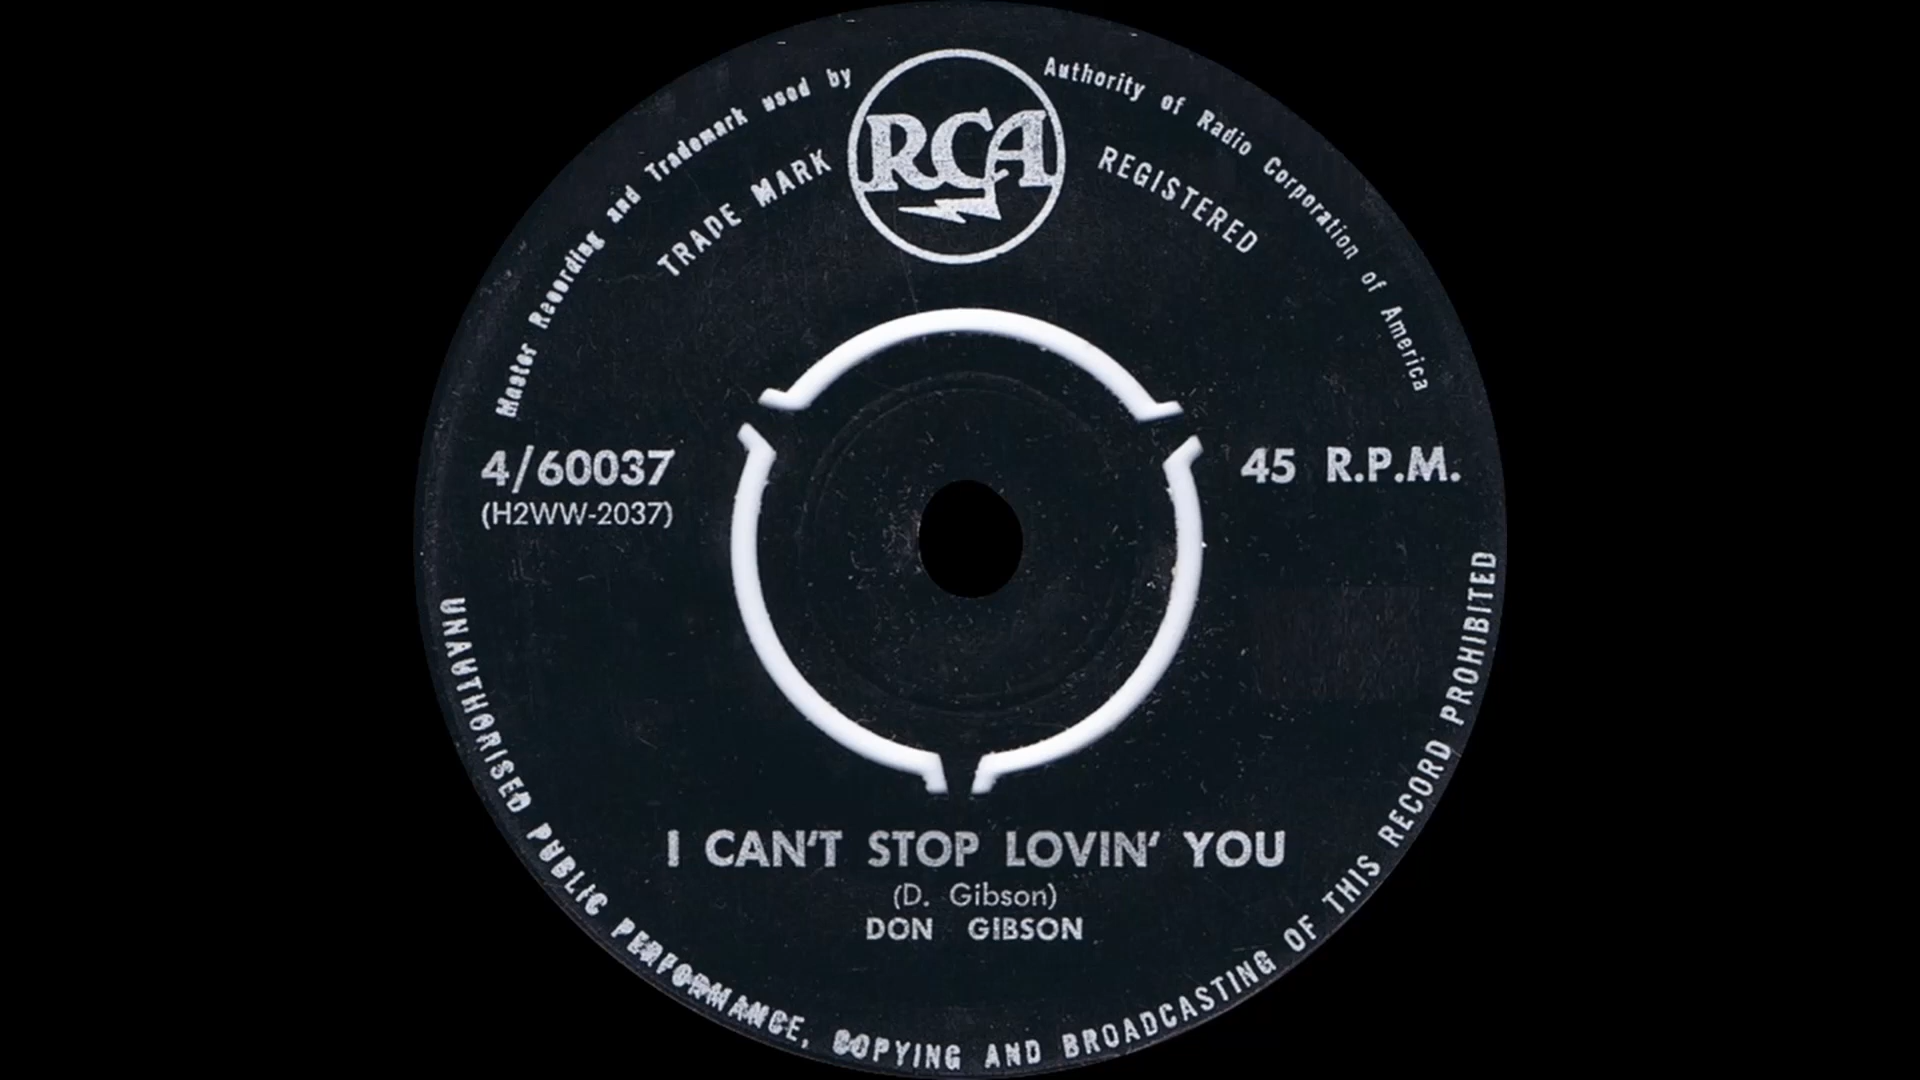 Master Recording and Trademark used by Authority of Radio Corporation of America
TRADE MARK RCA REGISTERED
4/60037
(H2WW-2037)
45 R.P.M.
I CAN'T STOP LOVIN' YOU
(D. Gibson)
DON GIBSON
UNAUTHORISED PUBLIC PERFORMANCE, COPYING AND BROADCASTING OF THIS RECORD PROHIBITED